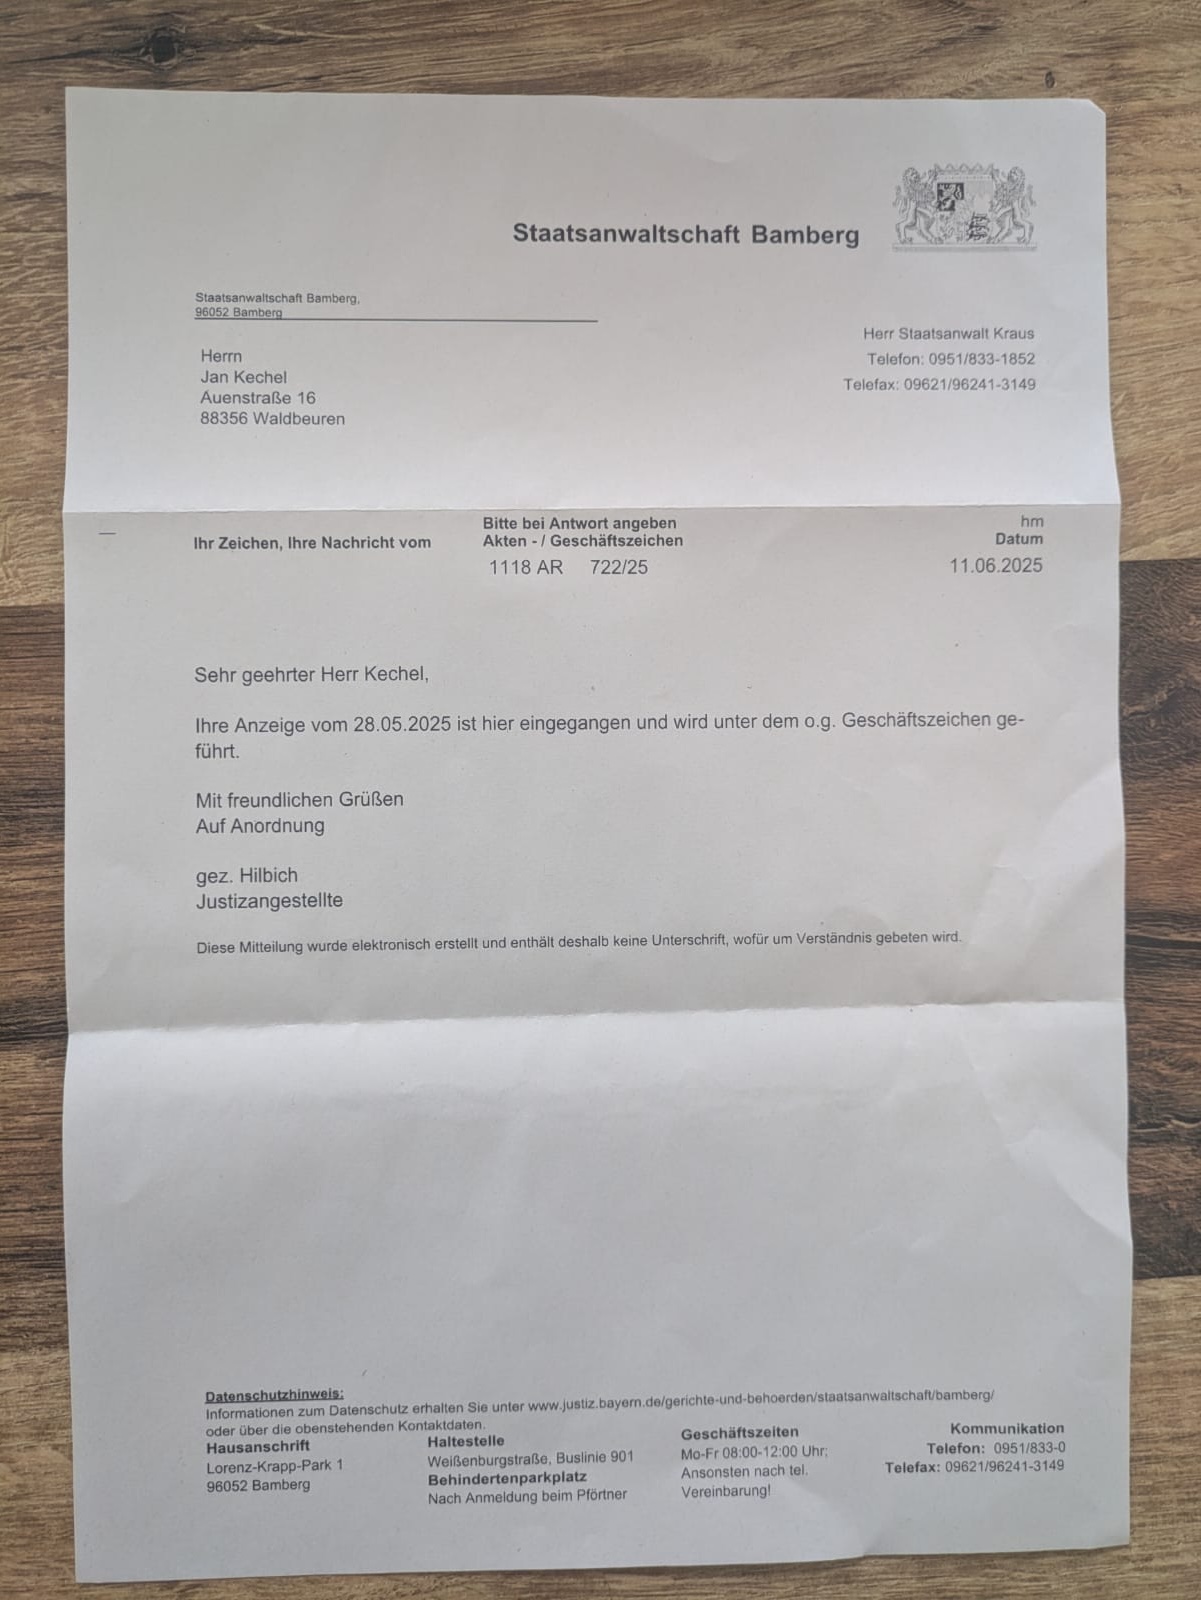 Staatsanwaltschaft Bamberg
Staatsanwaltschaft Bamberg,
96052 Bamberg
Herr Staatsanwalt Kraus
Telefon: 0951/833-1852
Telefax: 09621/96241-3149
Herrn
Jan Kechel
Auenstraße 16
88356 Waldbeuren
Ihr Zeichen, Ihre Nachricht vom
Bitte bei Antwort angeben
Akten - / Geschäftszeichen
1118 AR 722/25
hm
Datum
11.06.2025
Sehr geehrter Herr Kechel,
Ihre Anzeige vom 28.05.2025 ist hier eingegangen und wird unter dem o.g. Geschäftszeichen ge-
führt.
Mit freundlichen Grüßen
Auf Anordnung
gez. Hilbich
Justizangestellte
Diese Mitteilung wurde elektronisch erstellt und enthält deshalb keine Unterschrift, wofür um Verständnis gebeten wird.
Datenschutzhinweis:
Informationen zum Datenschutz erhalten Sie unter www.justiz.bayern.de/gerichte-und-behoerden/staatsanwaltschaft/bamberg/
oder über die obenstehenden Kontaktdaten.
Hausanschrift
Lorenz-Krapp-Park 1
96052 Bamberg
Haltestelle
Weißenburgstraße, Buslinie 901
Behindertenparkplatz
Nach Anmeldung beim Pförtner
Geschäftszeiten
Mo-Fr 08:00-12:00 Uhr;
Ansonsten nach tel.
Vereinbarung!
Kommunikation
Telefon: 0951/833-0
Telefax: 09621/96241-3149